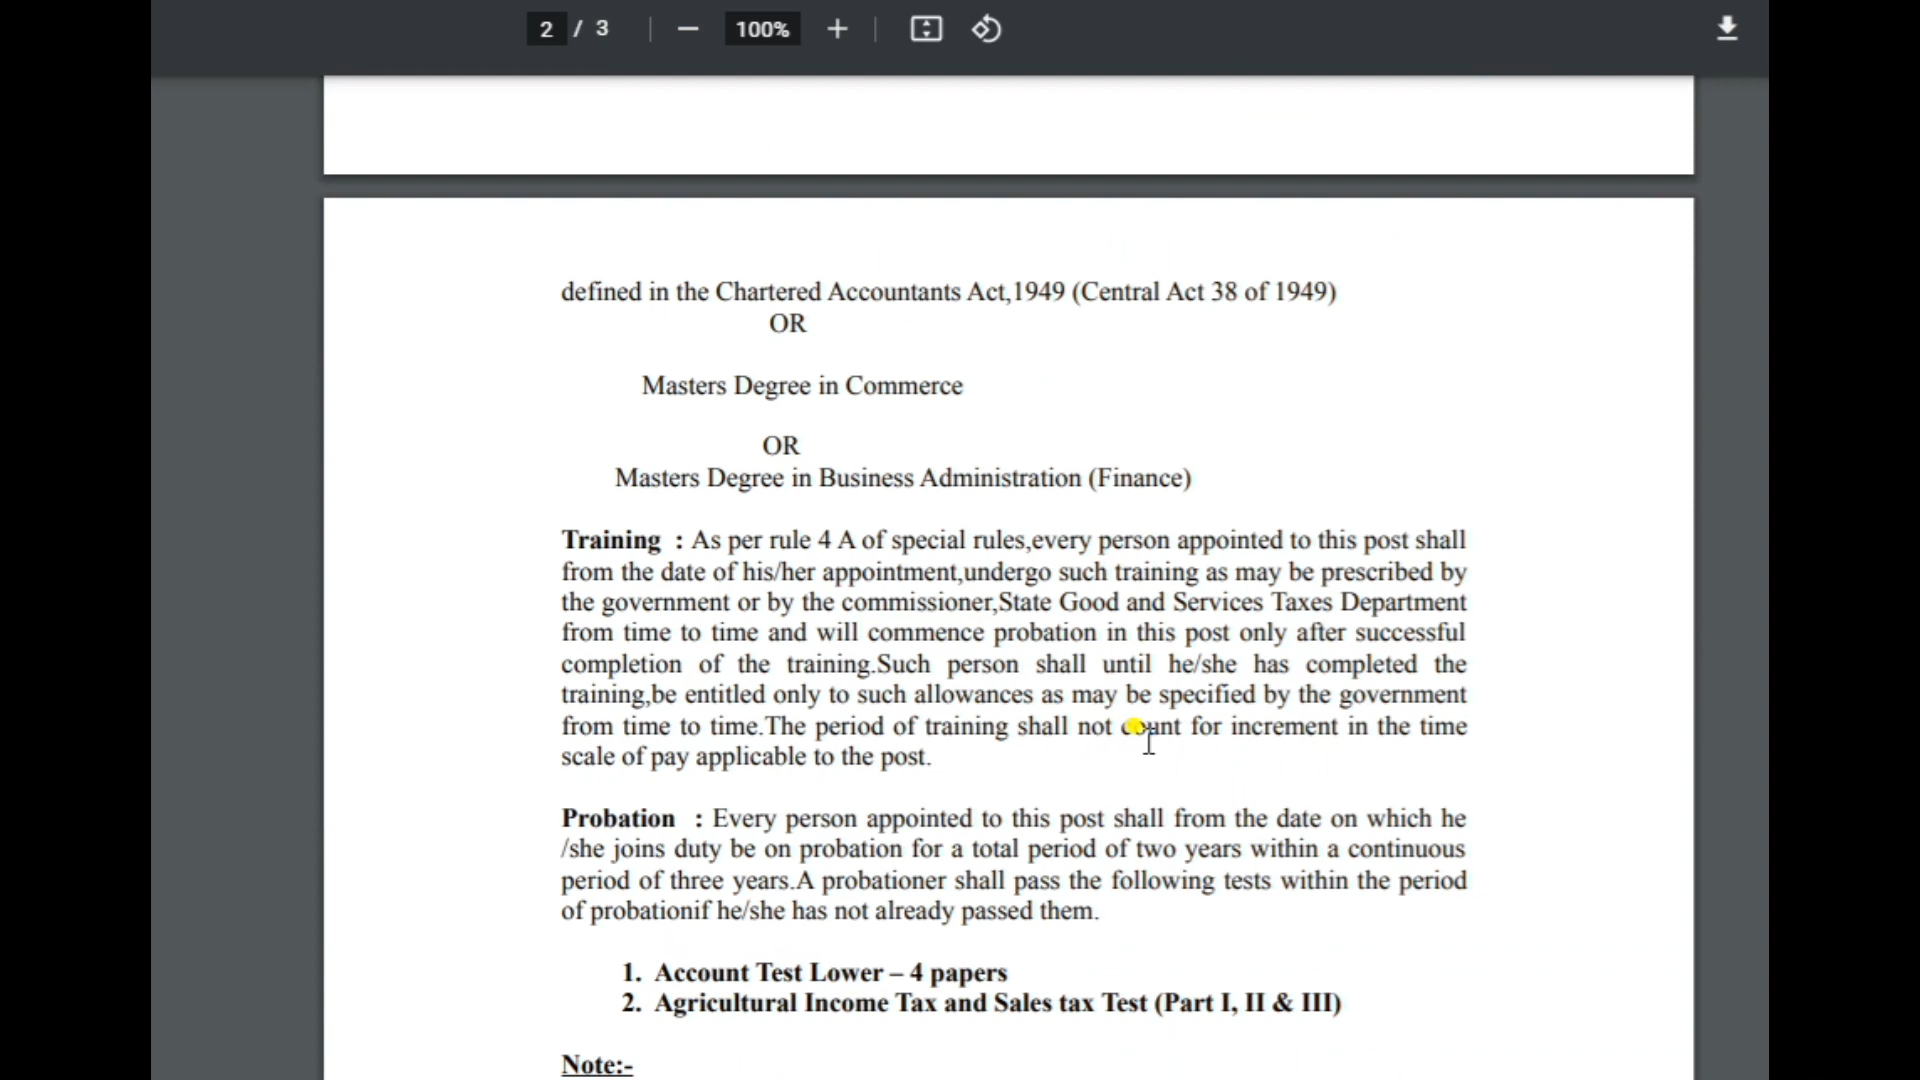 2 / 3 — 100% +
defined in the Chartered Accountants Act,1949 (Central Act 38 of 1949)
OR
Masters Degree in Commerce
OR
Masters Degree in Business Administration (Finance)
Training : As per rule 4 A of special rules,every person appointed to this post shall
from the date of his/her appointment,undergo such training as may be prescribed by
the government or by the commissioner,State Good and Services Taxes Department
from time to time and will commence probation in this post only after successful
completion of the training.Such person shall until he/she has completed the
training,be entitled only to such allowances as may be specified by the government
from time to time.The period of training shall not count for increment in the time
scale of pay applicable to the post.
Probation : Every person appointed to this post shall from the date on which he
/she joins duty be on probation for a total period of two years within a continuous
period of three years.A probationer shall pass the following tests within the period
of probationif he/she has not already passed them.
1. Account Test Lower – 4 papers
2. Agricultural Income Tax and Sales tax Test (Part I, II & III)
Note:-